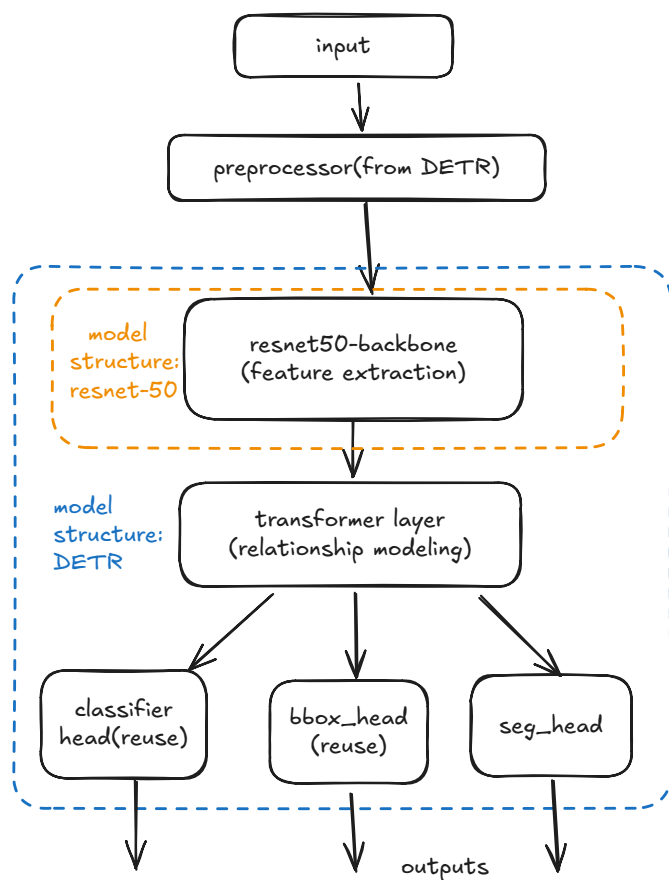 input
preprocessor(from DETR)
model
structure:
resnet-50
resnet50-backbone
(feature extraction)
model
structure:
DETR
transformer layer
(relationship modeling)
classifier
head(reuse)
bbox_head
(reuse)
seg_head
outputs